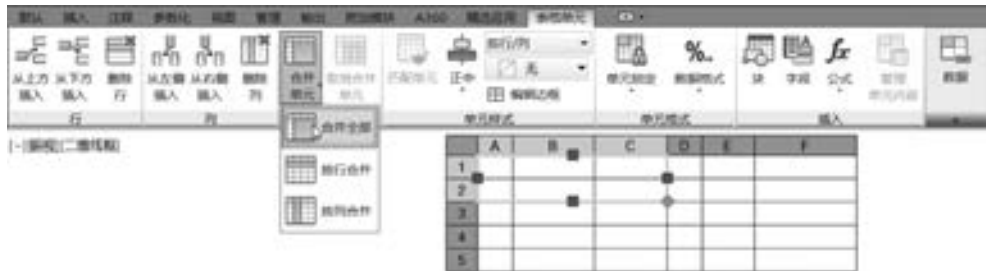 默认 插入 注释 参数化 视图 管理 输出 附加模块 A360 精选应用 表格单元
从上方插入 从下方插入 删除行
从左侧插入 从右侧插入 删除列
合并单元 取消合并单元
匹配单元 正中 按行/列
无
编辑边框
单元锁定 数据格式
块 字段 公式 管理单元内容
数据
行 列 单元样式 单元格式 插入
合并全部
按行合并
按列合并
[-][俯视][二维线框]
A B C D E F
1
2
3
4
5